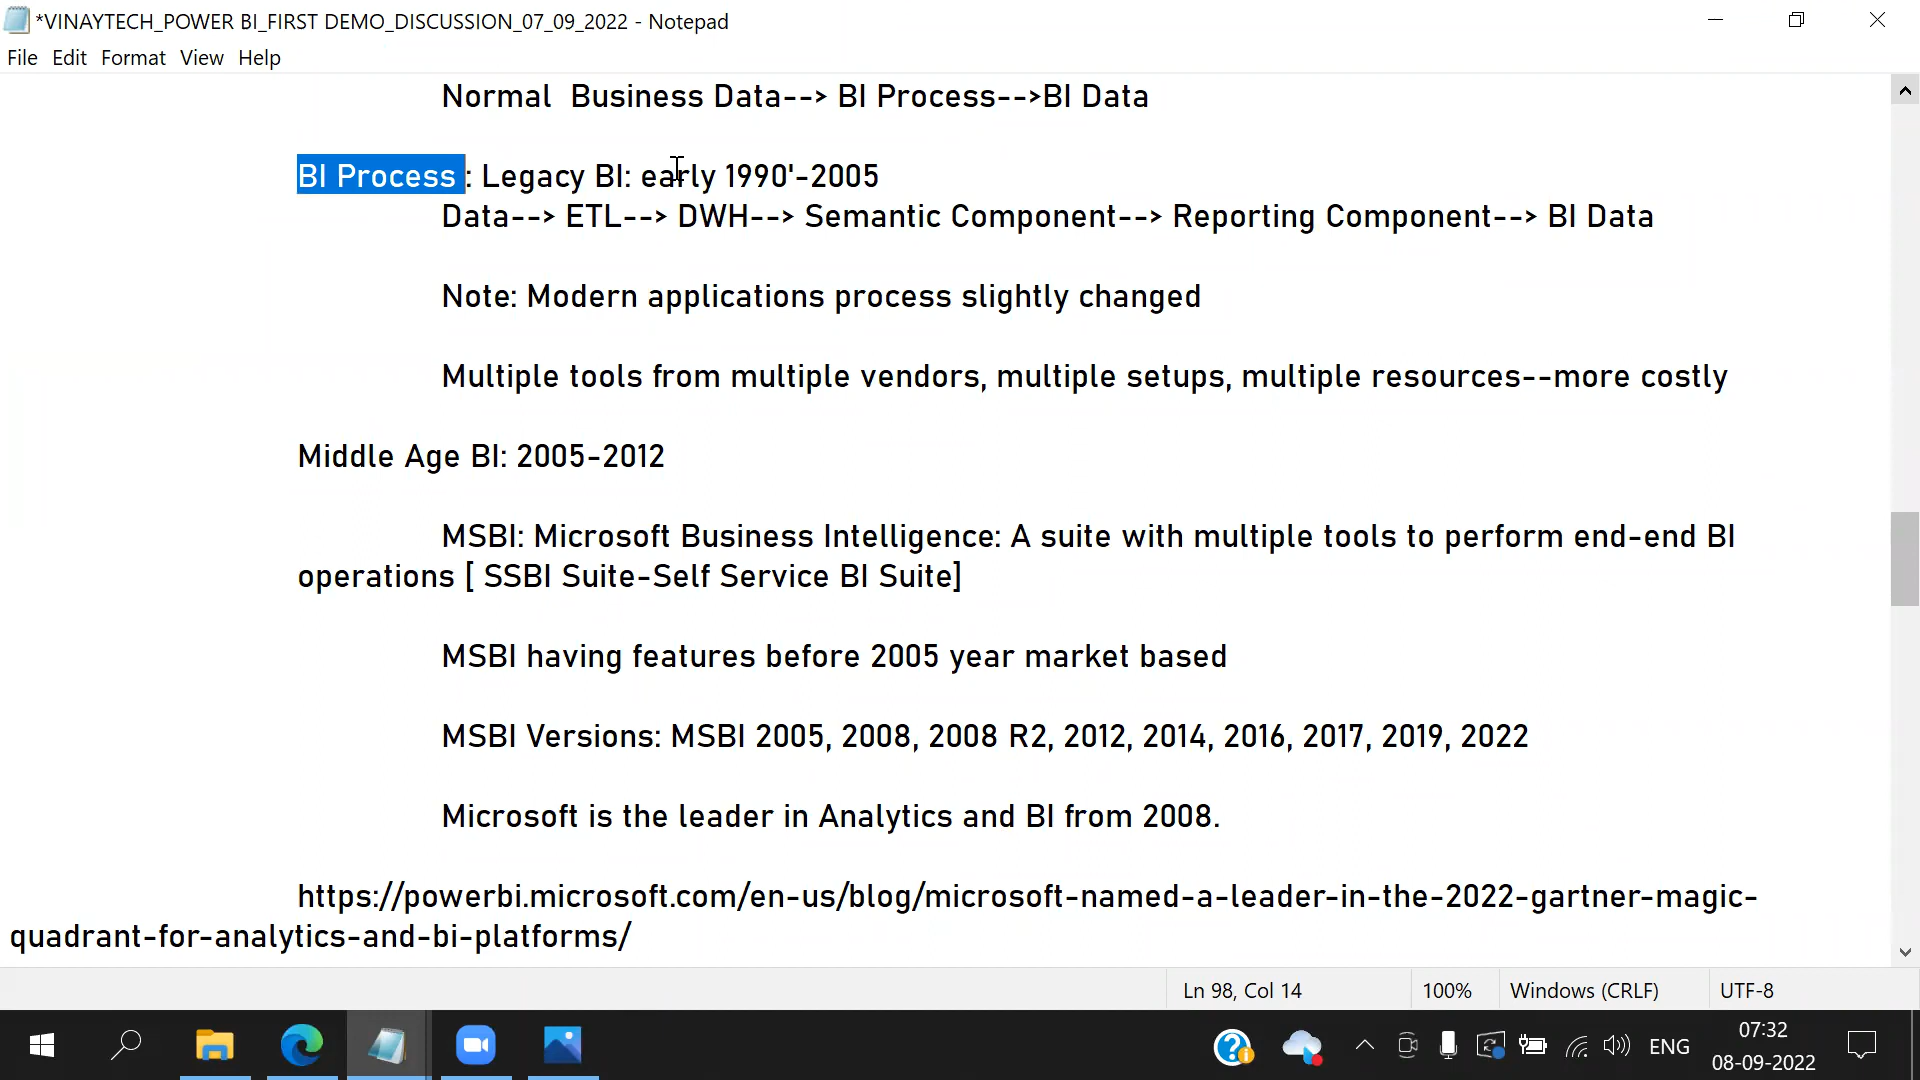 *VINAYTECH_POWER BI_FIRST DEMO_DISCUSSION_07_09_2022 - Notepad
File Edit Format View Help
Normal  Business Data--> BI Process-->BI Data
BI Process : Legacy BI: early 1990'-2005
Data--> ETL--> DWH--> Semantic Component--> Reporting Component--> BI Data
Note: Modern applications process slightly changed
Multiple tools from multiple vendors, multiple setups, multiple resources--more costly
Middle Age BI: 2005-2012
MSBI: Microsoft Business Intelligence: A suite with multiple tools to perform end-end BI
operations [ SSBI Suite-Self Service BI Suite]
MSBI having features before 2005 year market based
MSBI Versions: MSBI 2005, 2008, 2008 R2, 2012, 2014, 2016, 2017, 2019, 2022
Microsoft is the leader in Analytics and BI from 2008.
https://powerbi.microsoft.com/en-us/blog/microsoft-named-a-leader-in-the-2022-gartner-magic-
quadrant-for-analytics-and-bi-platforms/
Ln 98, Col 14 100% Windows (CRLF) UTF-8
ENG 07:32
08-09-2022